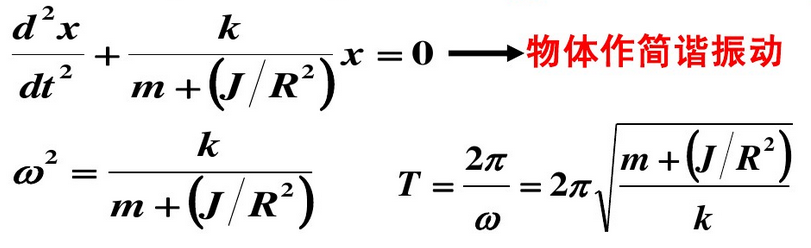 d²x/dt² + k/(m + (J/R²)) x = 0 ⟶ 物体作简谐振动
ω² = k/(m + (J/R²))    T = 2π/ω = 2π√((m + (J/R²))/k)